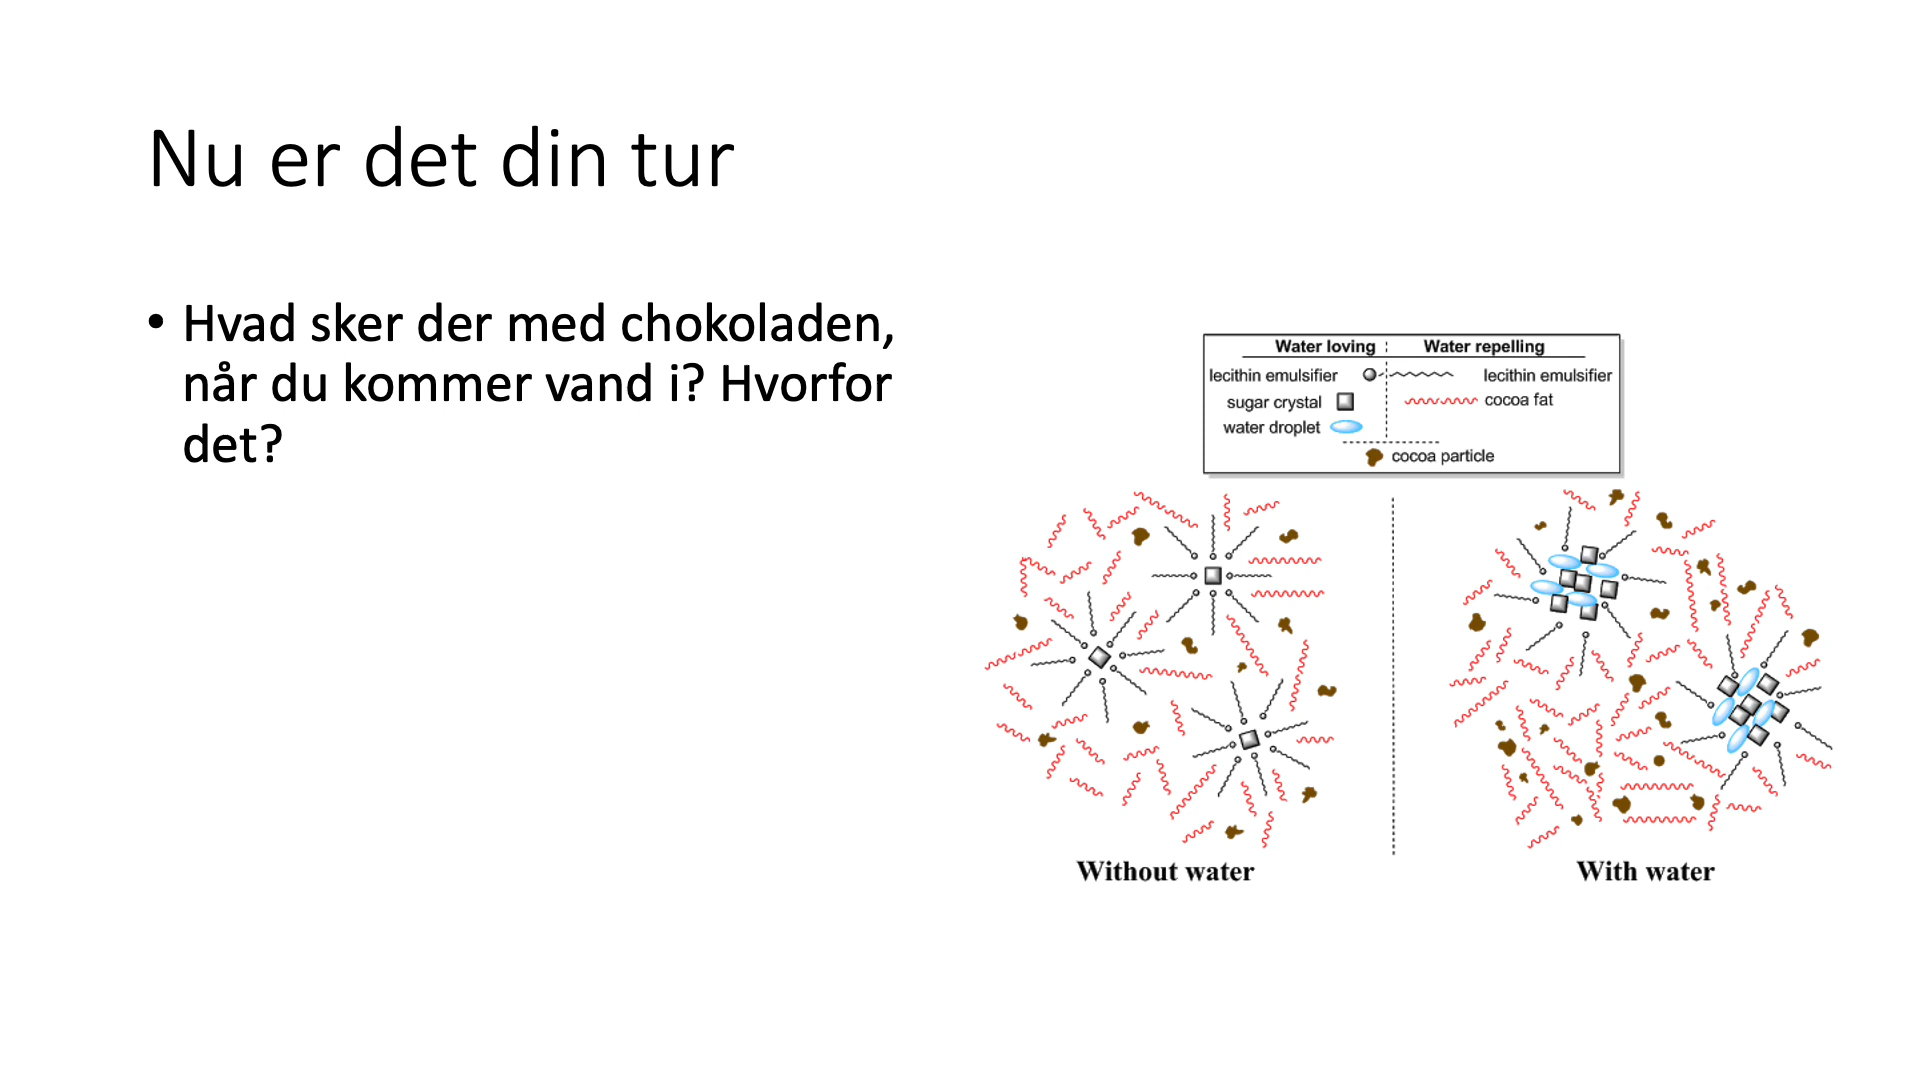 Nu er det din tur
• Hvad sker der med chokoladen,
når du kommer vand i? Hvorfor
det?
Water loving Water repelling
lecithin emulsifier lecithin emulsifier
sugar crystal cocoa fat
water droplet
cocoa particle
Without water With water